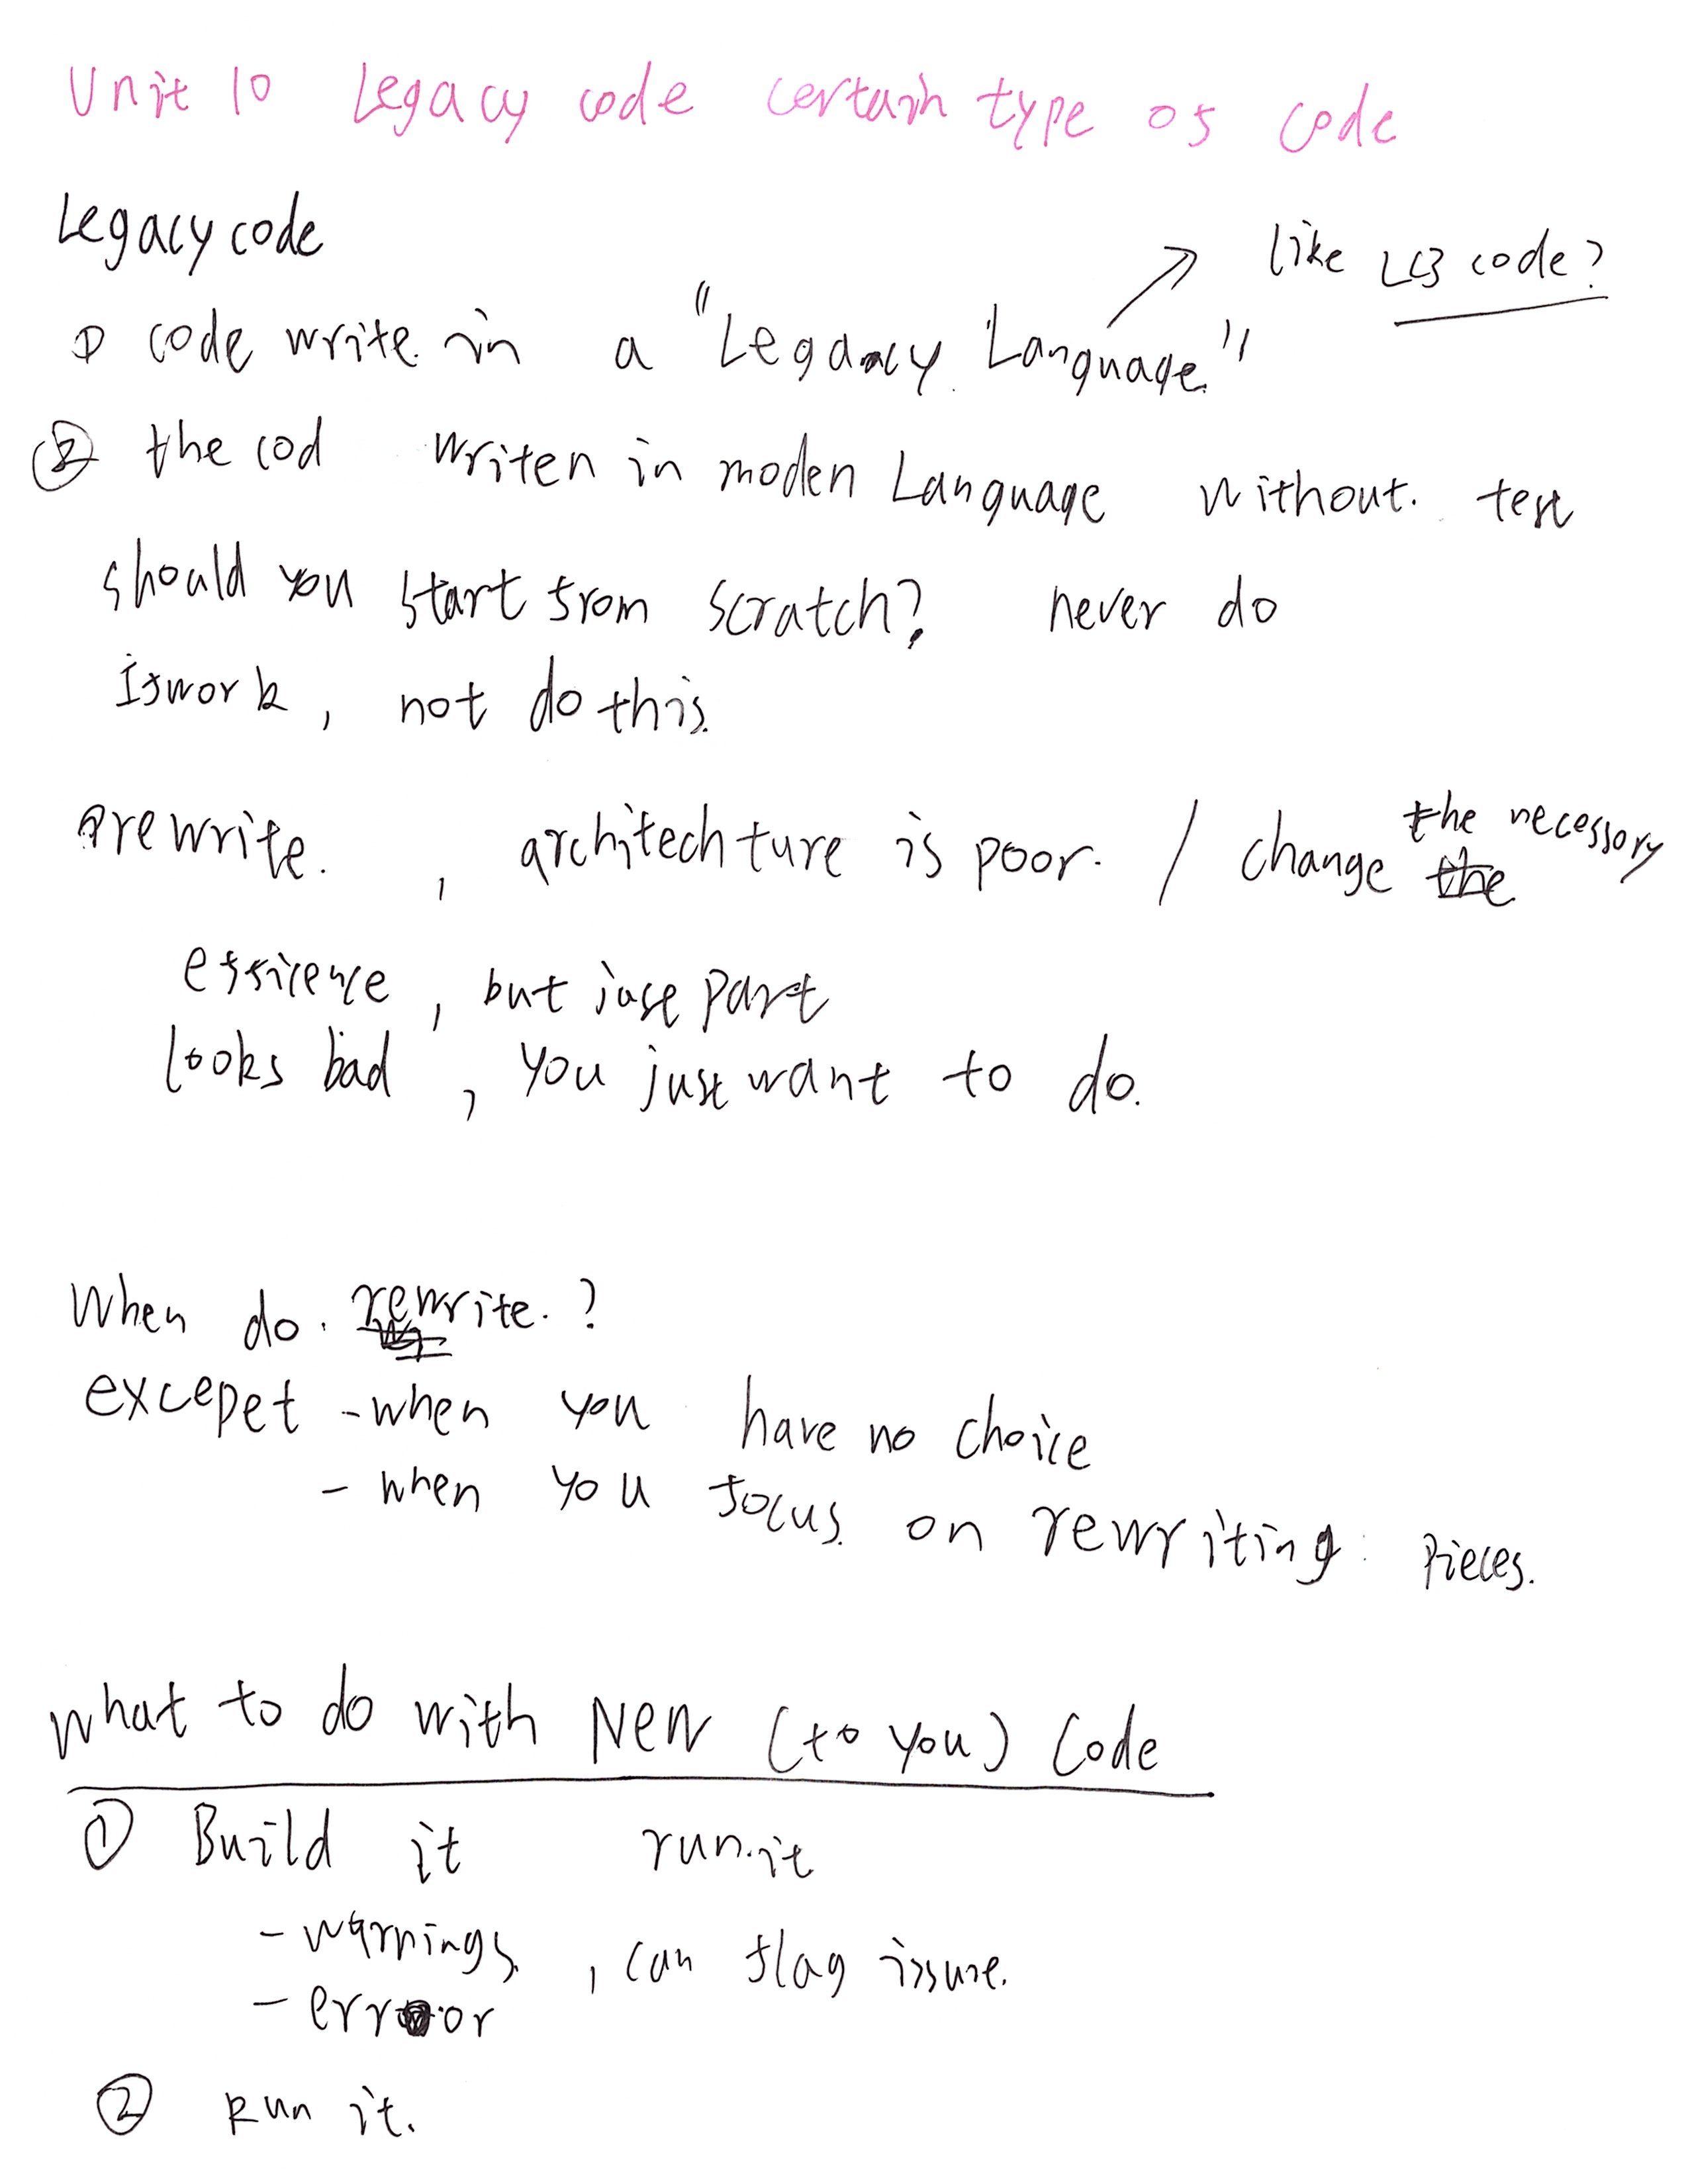 Unit 10 Legacy code certain type of code
Legacy code
like LC3 code?
① code write in a "Legacy Language"
② the cod writen in moden Language without. test
should you start from scratch? never do
If work, not do this.
rewrite. , architechture is poor. / change the necessory
efficence, but just part
looks bad, you just want to do.
When do. rewrite. ?
excepet - when you have no choice
- when you focus on rewriting pieces.
What to do with New (to you) Code
① Build it run it
- warnings, can flag issue.
- error
② Run it.